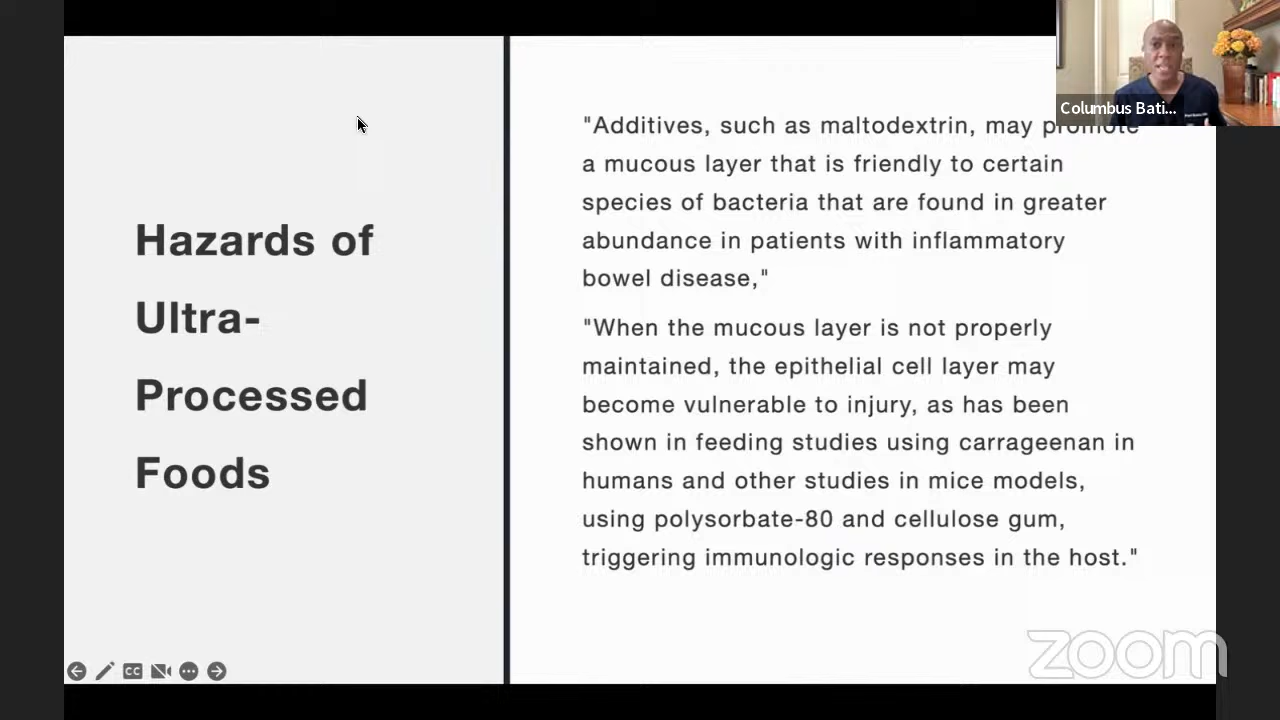 Columbus Bati...
Hazards of
Ultra-
Processed
Foods
"Additives, such as maltodextrin, may promote
a mucous layer that is friendly to certain
species of bacteria that are found in greater
abundance in patients with inflammatory
bowel disease,"
"When the mucous layer is not properly
maintained, the epithelial cell layer may
become vulnerable to injury, as has been
shown in feeding studies using carrageenan in
humans and other studies in mice models,
using polysorbate-80 and cellulose gum,
triggering immunologic responses in the host."
CC
zoom